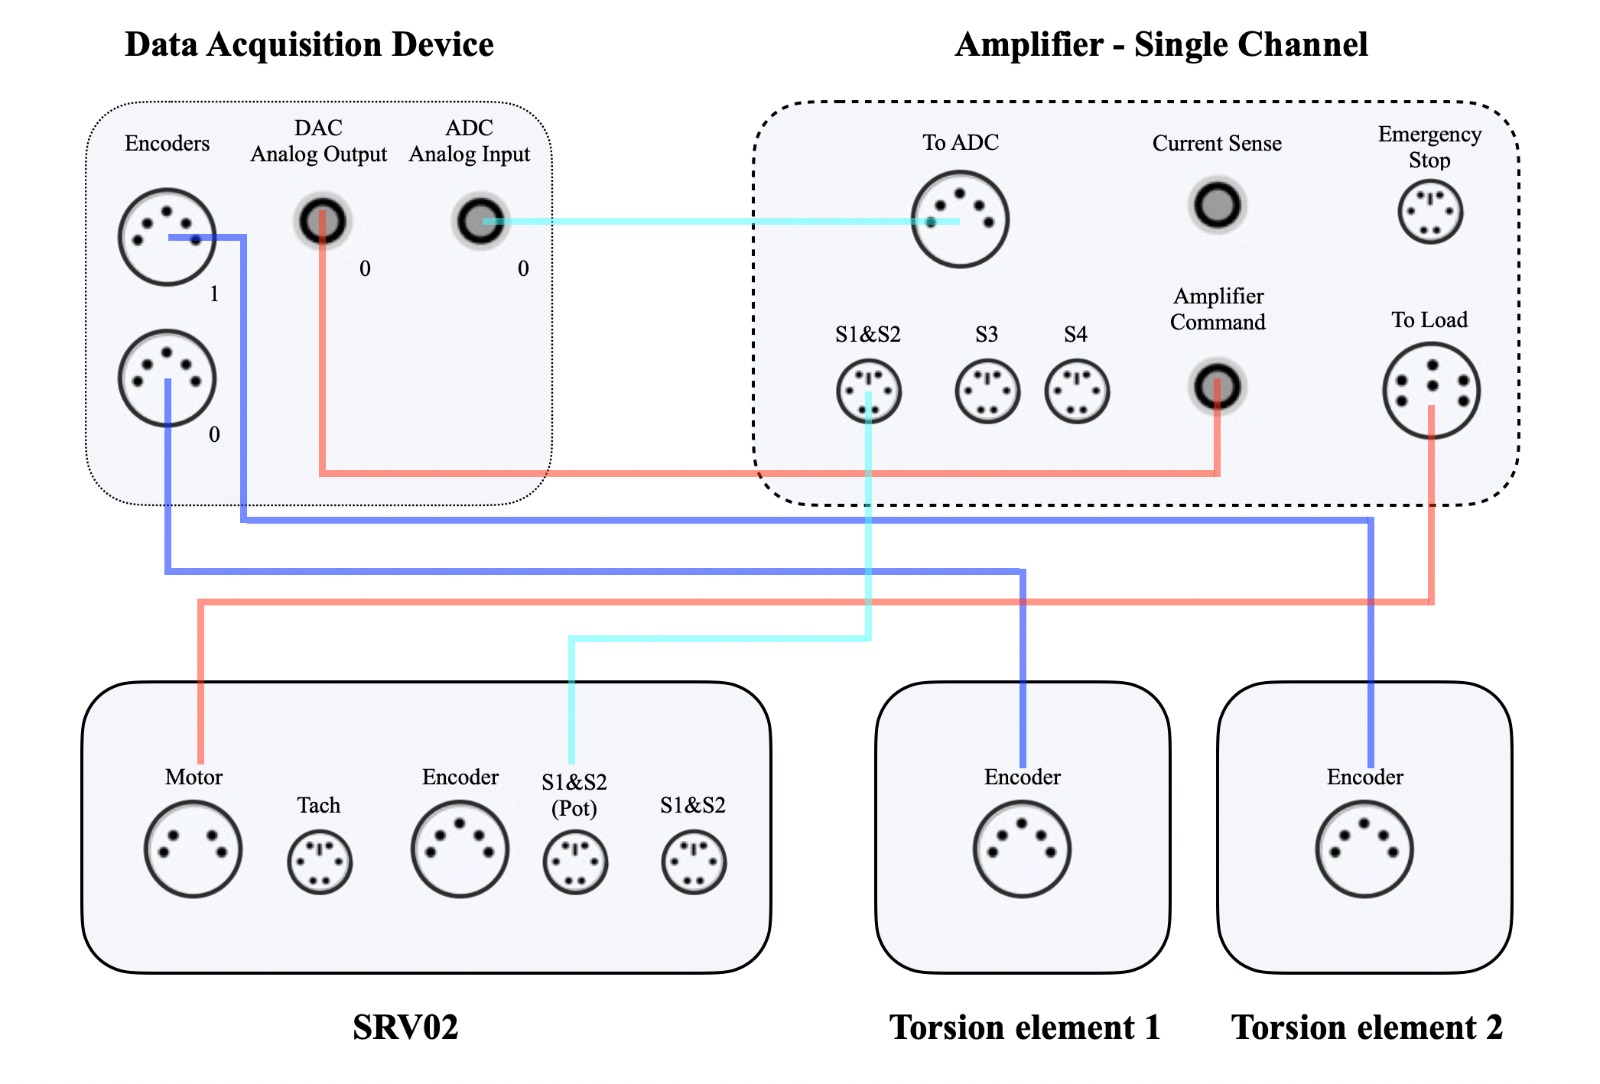 Data Acquisition Device
Amplifier - Single Channel
Encoders
DAC
Analog Output
ADC
Analog Input
0
0
1
0
To ADC
Current Sense
Emergency
Stop
S1&S2
S3
S4
Amplifier
Command
To Load
Motor
Tach
Encoder
S1&S2
(Pot)
S1&S2
SRV02
Encoder
Torsion element 1
Encoder
Torsion element 2